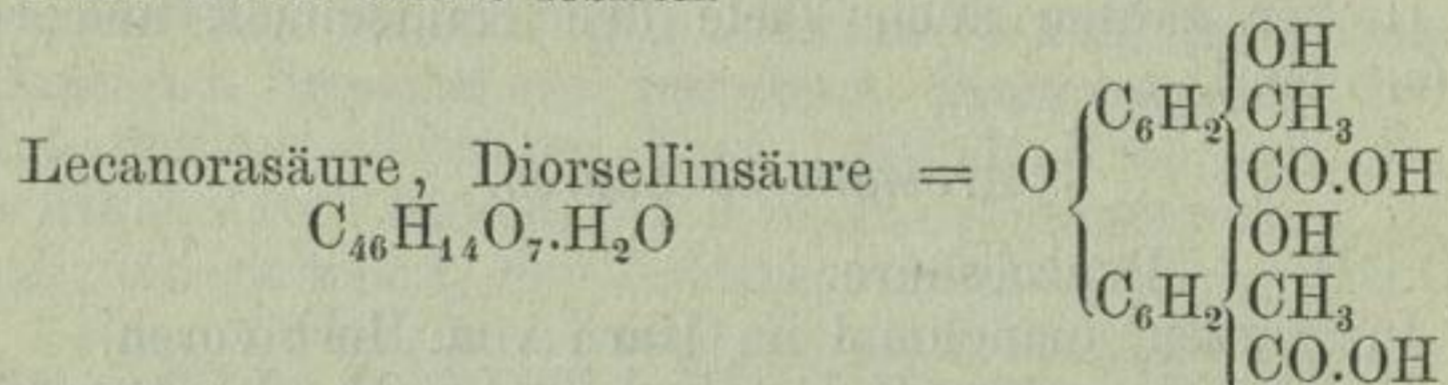 OH
C₆H₂ CH₃
Lecanorasäure, Diorsellinsäure = O CO.OH
C₄₆H₁₄O₇.H₂O OH
C₆H₂ CH₃
CO.OH